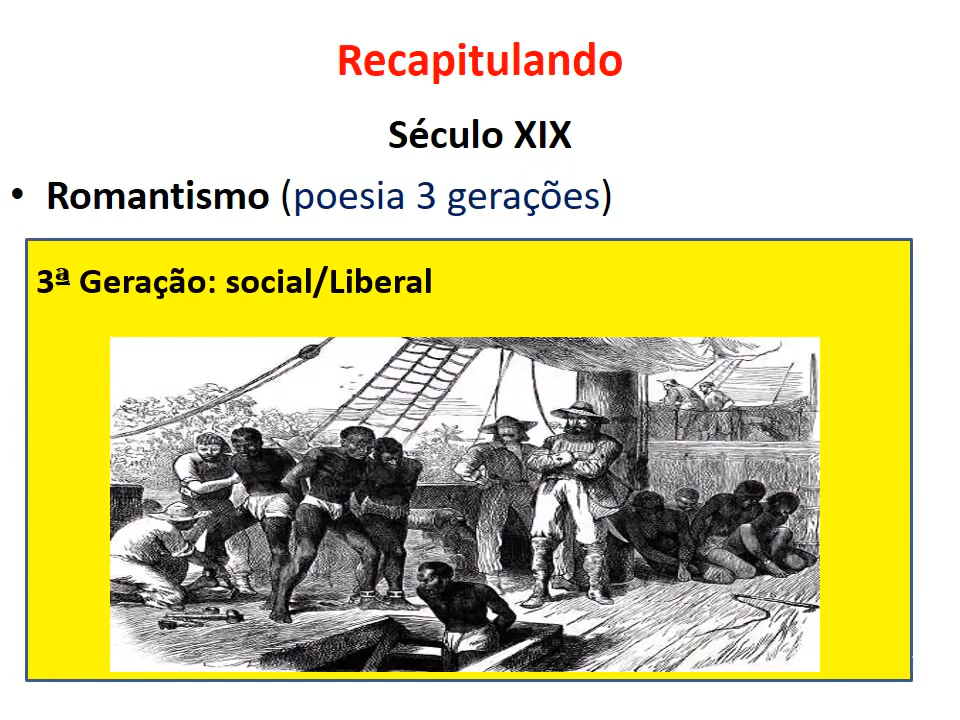 Recapitulando
Século XIX
• Romantismo (poesia 3 gerações)
3ª Geração: social/Liberal